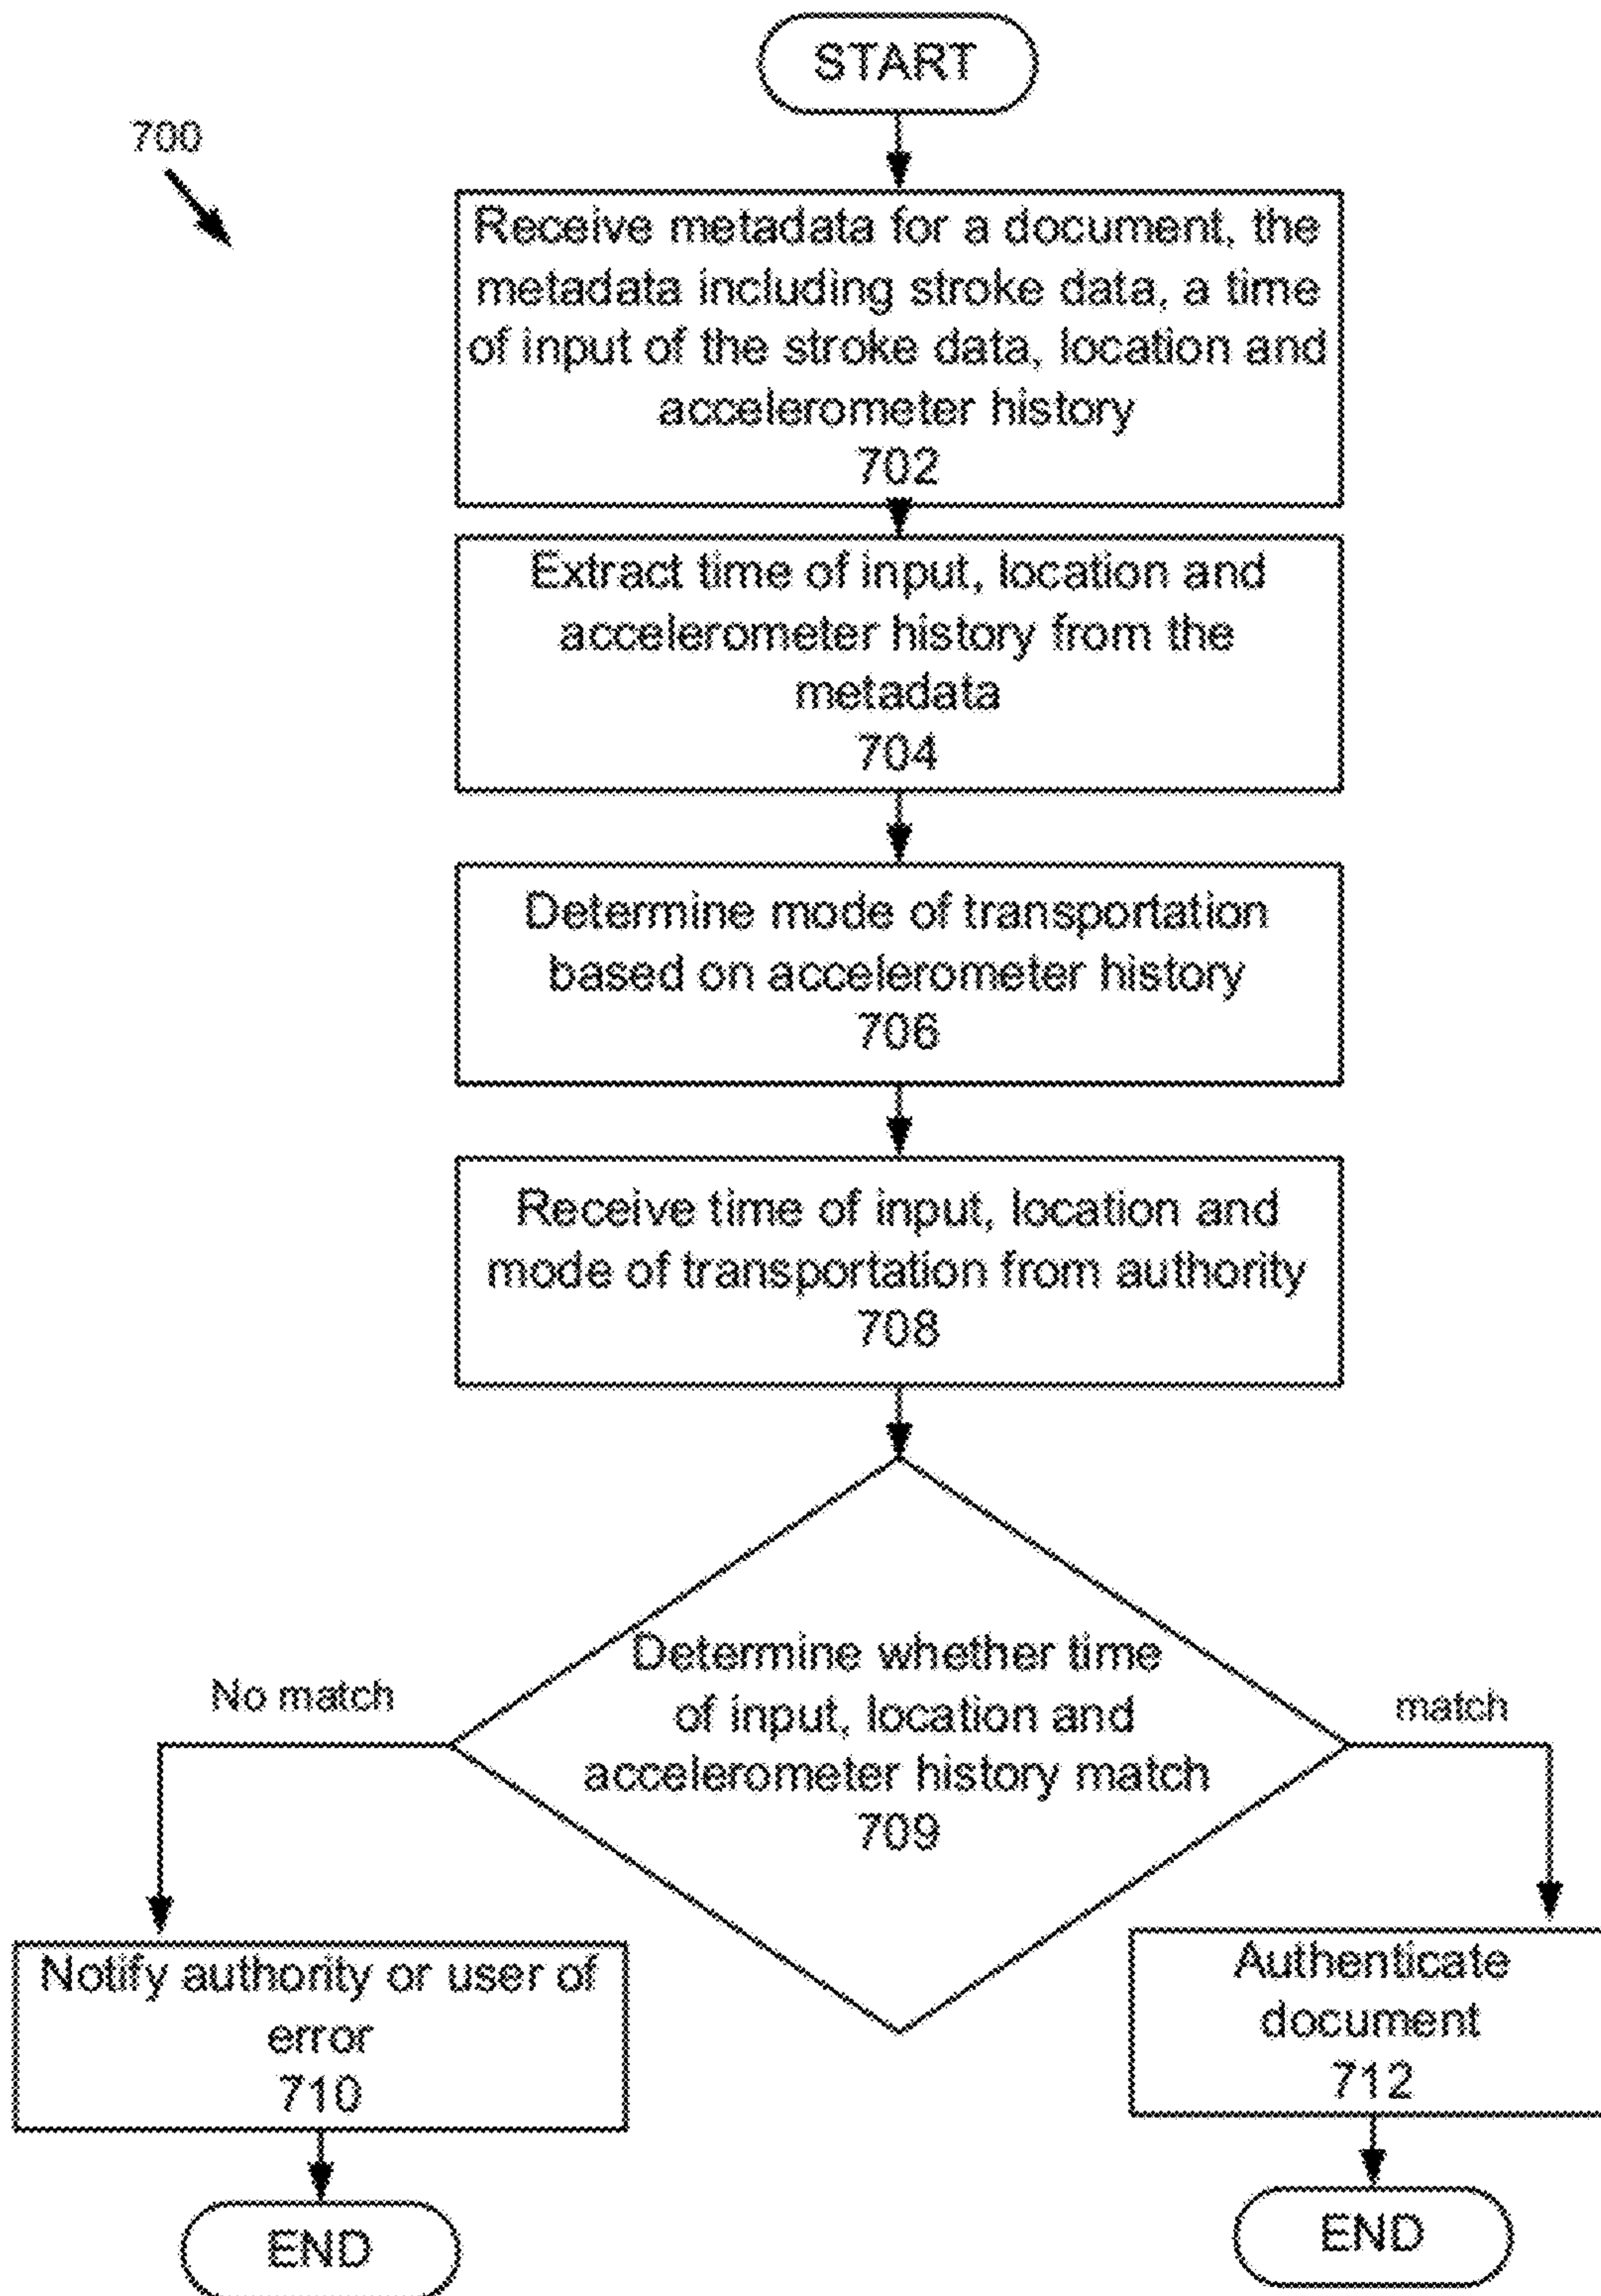 START
700
Receive metadata for a document, the
metadata including stroke data, a time
of input of the stroke data, location and
accelerometer history
702
Extract time of input, location and
accelerometer history from the
metadata
704
Determine mode of transportation
based on accelerometer history
706
Receive time of input, location and
mode of transportation from authority
708
Determine whether time
of input, location and
accelerometer history match
709
No match
match
Notify authority or user of
error
710
Authenticate
document
712
END
END